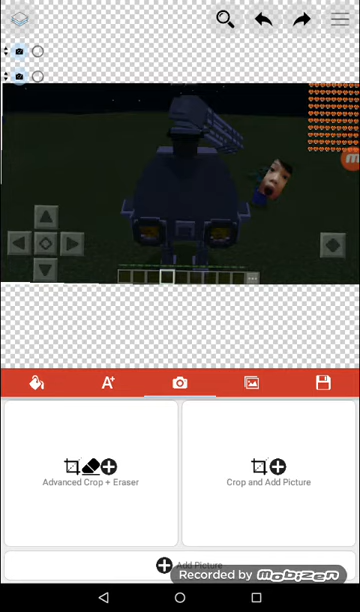 Advanced Crop + Eraser
Crop and Add Picture
Add Picture
Recorded by MOBIZEN